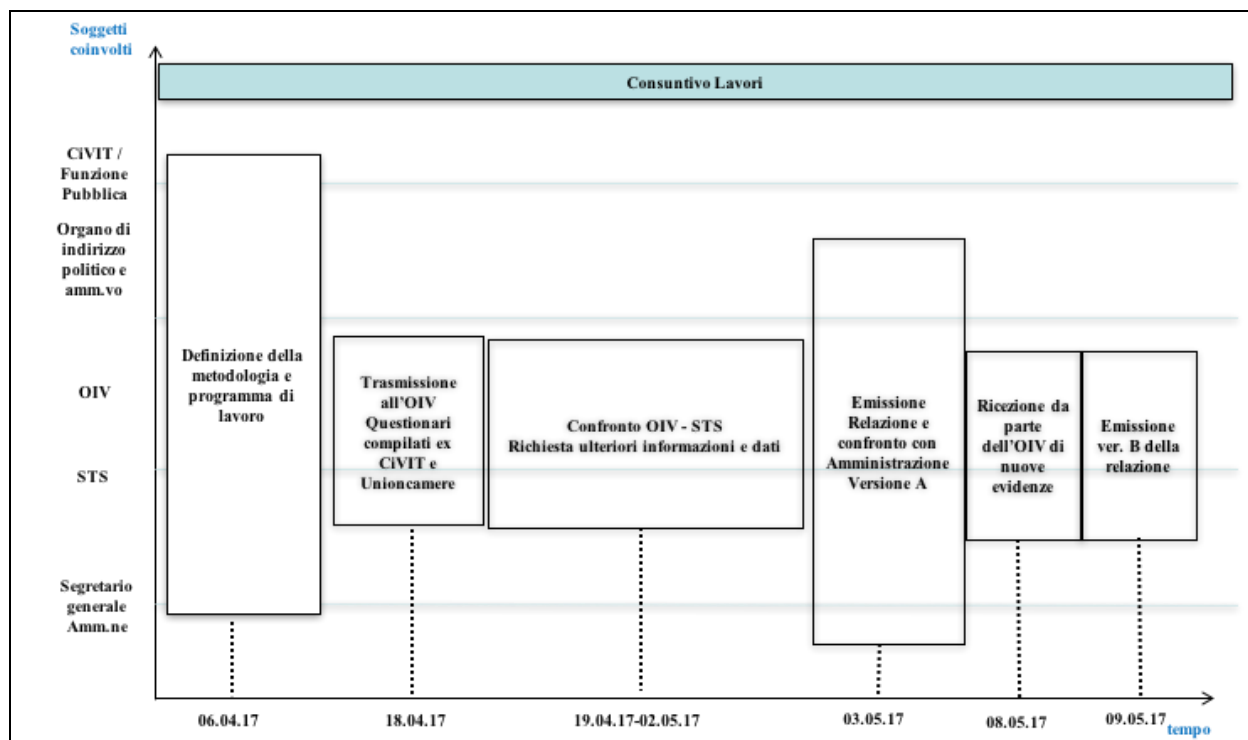 Soggetti
coinvolti
Consuntivo Lavori
CiVIT /
Funzione
Pubblica
Organo di
indirizzo
politico e
amm.vo
OIV
STS
Segretario
generale
Amm.ne
Definizione della
metodologia e
programma di
lavoro
Trasmissione
all'OIV
Questionari
compilati ex
CiVIT e
Unioncamere
Confronto OIV - STS
Richiesta ulteriori informazioni e dati
Emissione
Relazione e
confronto con
Amministrazione
Versione A
Ricezione da
parte
dell'OIV di
nuove
evidenze
Emissione
ver. B della
relazione
06.04.17
18.04.17
19.04.17-02.05.17
03.05.17
08.05.17
09.05.17
tempo